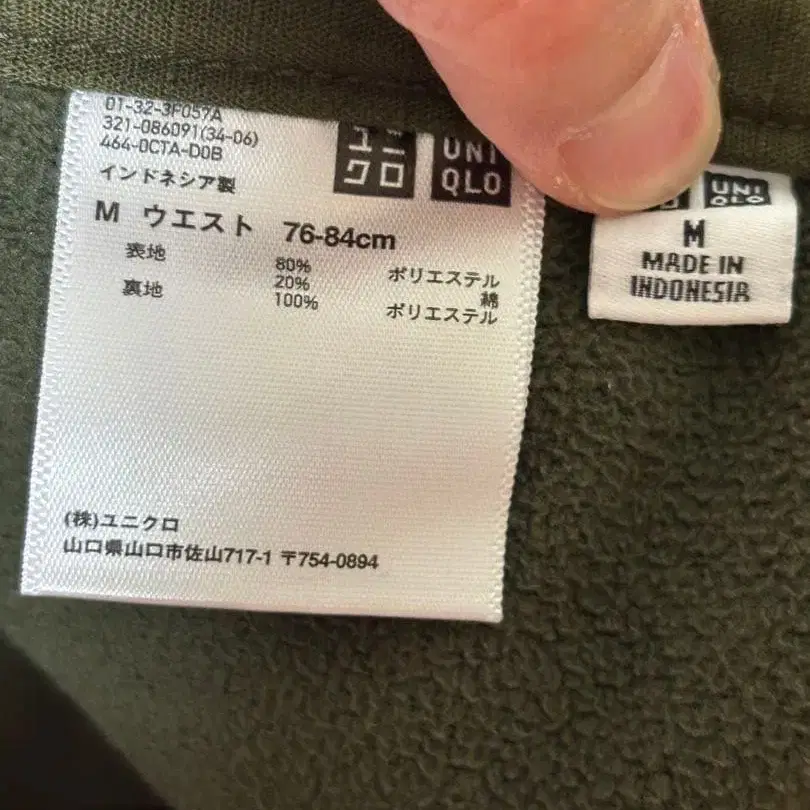 01-32-3F057A
321-086091(34-06)
464-0CTA-D0B
ユニ
クロ
UNI
QLO
インドネシア製
M ウエスト 76-84cm
表地 80% ポリエステル
20% 綿
裏地 100% ポリエステル
(株)ユニクロ
山口県山口市佐山717-1 〒754-0894
UNI
QLO
M
MADE IN
INDONESIA